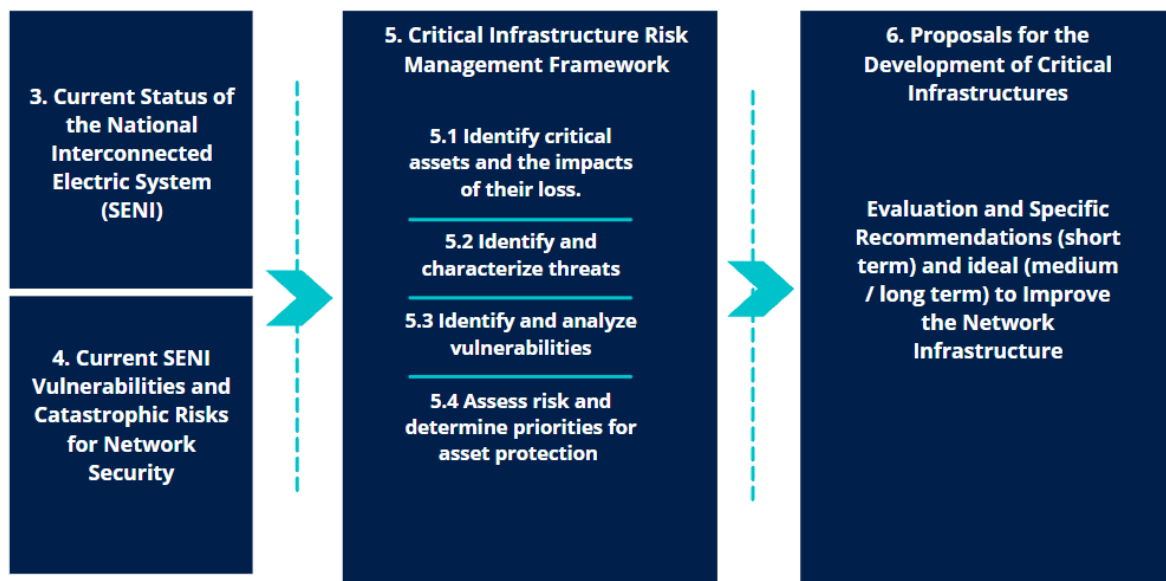 3. Current Status of
the National
Interconnected
Electric System
(SENI)
4. Current SENI
Vulnerabilities and
Catastrophic Risks
for Network
Security
5. Critical Infrastructure Risk
Management Framework
5.1 Identify critical
assets and the impacts
of their loss.
5.2 Identify and
characterize threats
5.3 Identify and analyze
vulnerabilities
5.4 Assess risk and
determine priorities for
asset protection
6. Proposals for the
Development of Critical
Infrastructures
Evaluation and Specific
Recommendations (short
term) and ideal (medium
/ long term) to Improve
the Network
Infrastructure